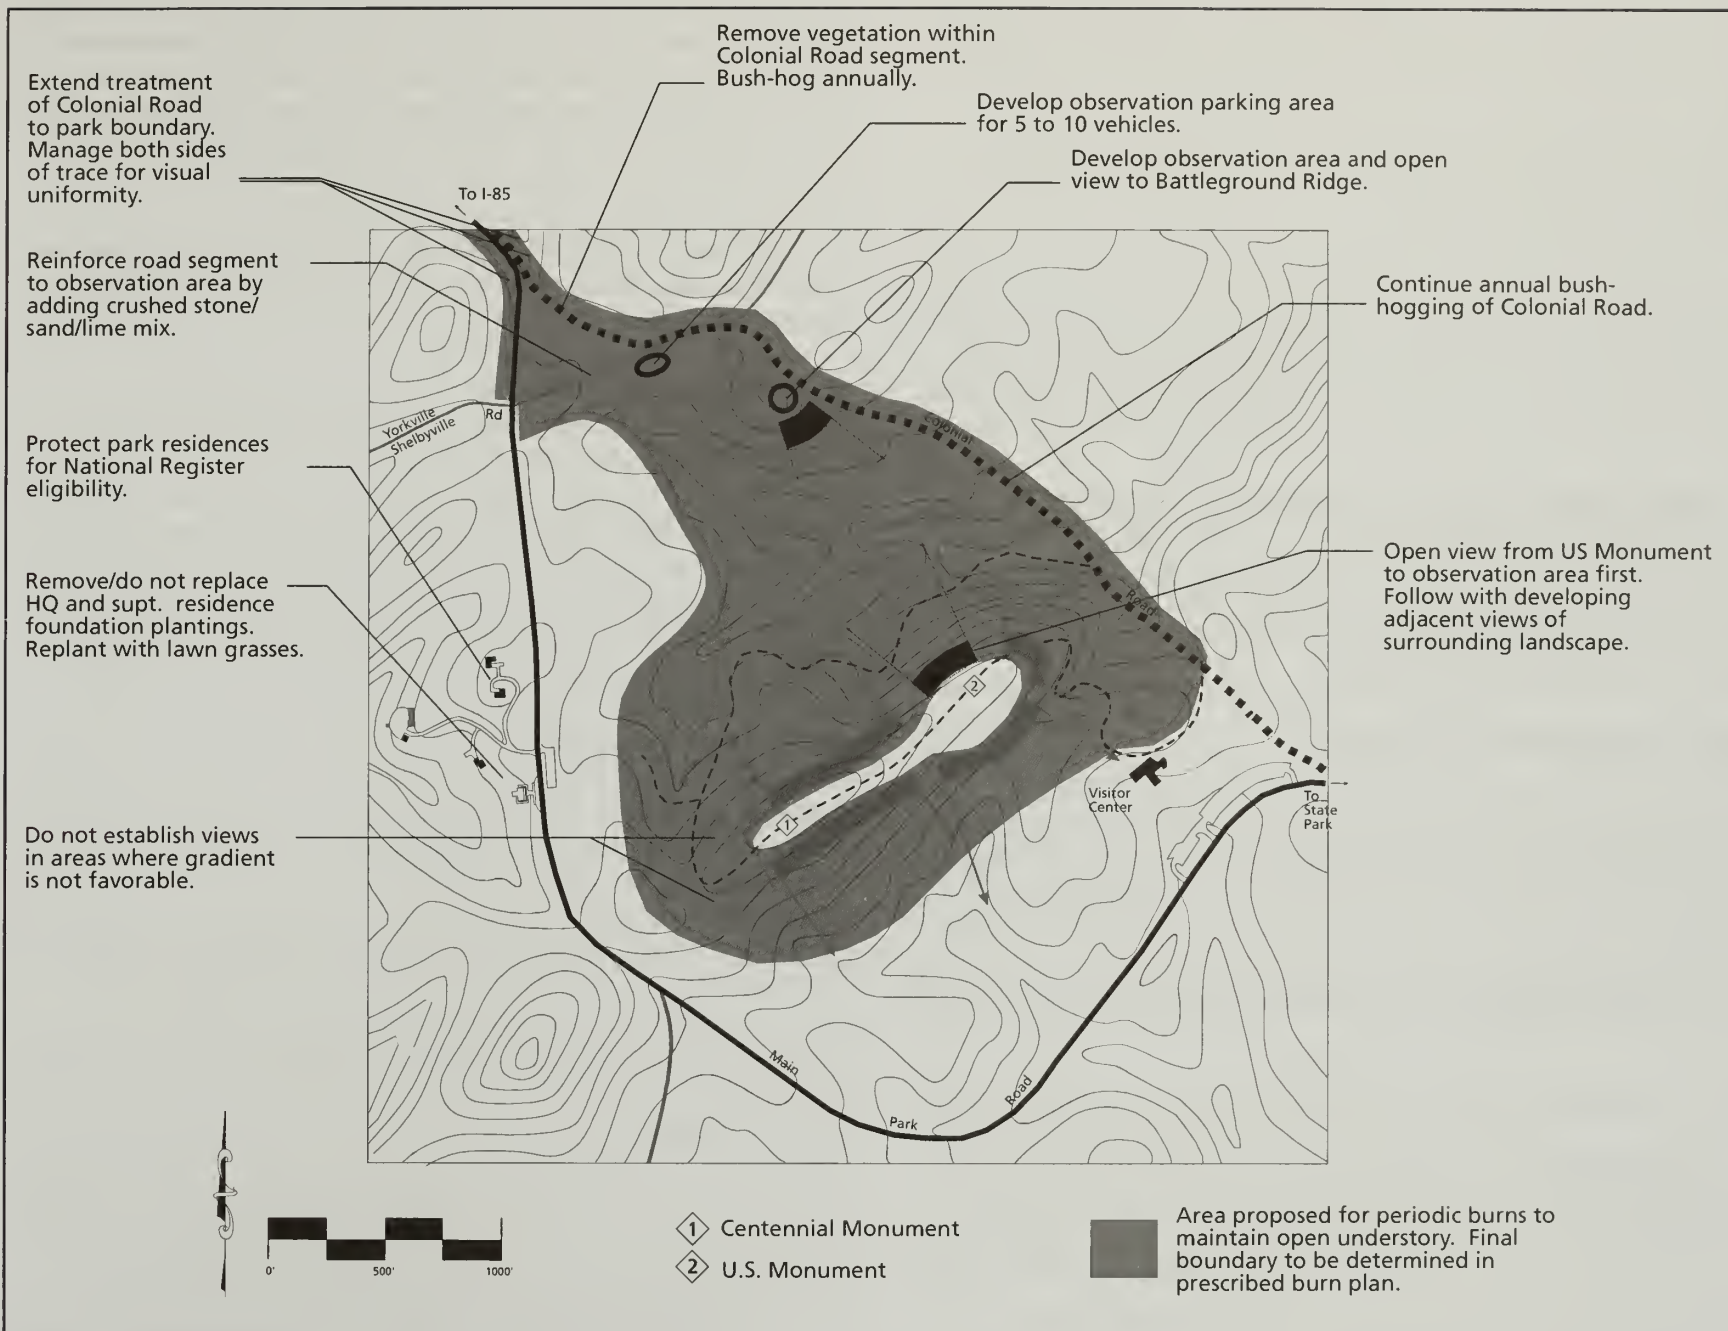 Remove vegetation within
Colonial Road segment.
Bush-hog annually.
Extend treatment
of Colonial Road
to park boundary.
Manage both sides
of trace for visual
uniformity.
Develop observation parking area
for 5 to 10 vehicles.
Develop observation area and open
view to Battleground Ridge.
To I-85
Reinforce road segment
to observation area by
adding crushed stone/
sand/lime mix.
Continue annual bush-
hogging of Colonial Road.
Yorkville
Shelbyville
Rd
Colonial
Road
Protect park residences
for National Register
eligibility.
Open view from US Monument
to observation area first.
Follow with developing
adjacent views of
surrounding landscape.
Remove/do not replace
HQ and supt. residence
foundation plantings.
Replant with lawn grasses.
2
Visitor
Center
To
State
Park
1
Do not establish views
in areas where gradient
is not favorable.
Main
Park
Road
0'
500'
1000'
1 Centennial Monument
2 U.S. Monument
Area proposed for periodic burns to
maintain open understory. Final
boundary to be determined in
prescribed burn plan.